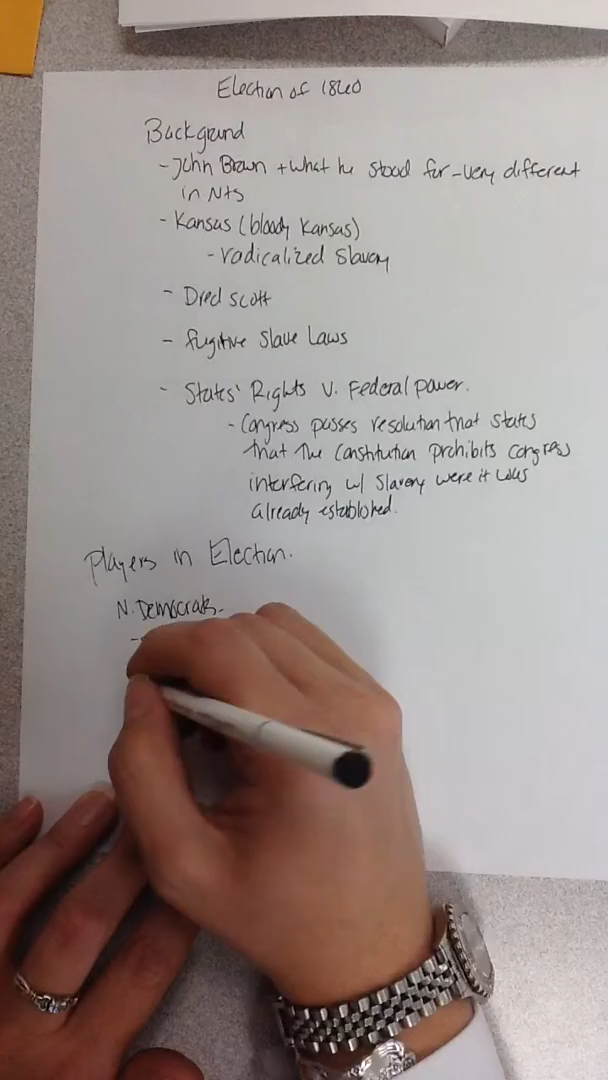 Election of 1860
Background
- John Brown + what he stood for - very different
in N + S
- Kansas (bloody Kansas)
- radicalized Slavery
- Dred Scott
- fugitive Slave Laws
- States' Rights v. Federal power.
- Congress passes resolution that states
that the Constitution prohibits congress
interfering w/ Slavery were it was
already established.
Players in Election.
N. Democrats.
-